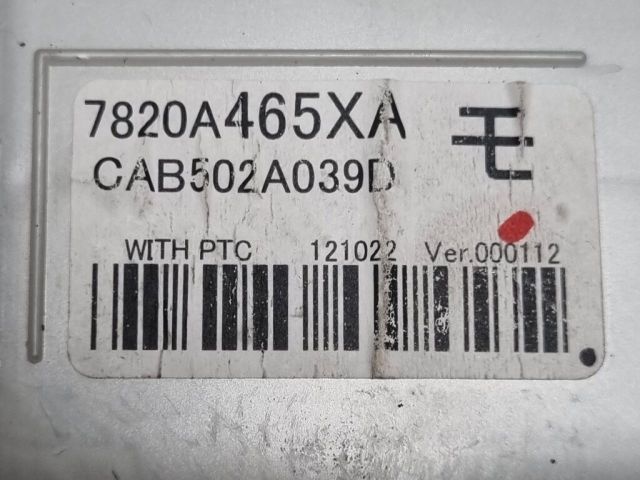 7820A465XA
モ
CAB502A039D
WITH PTC 121022 Ver.000112